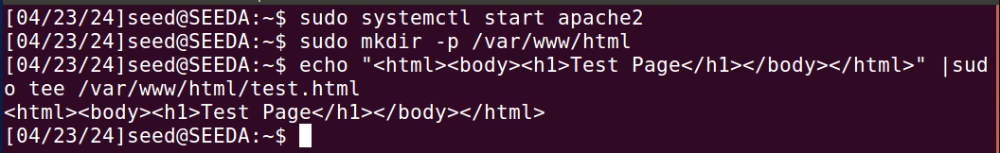 [04/23/24]seed@SEEDA:~$ sudo systemctl start apache2
[04/23/24]seed@SEEDA:~$ sudo mkdir -p /var/www/html
[04/23/24]seed@SEEDA:~$ echo "<html><body><h1>Test Page</h1></body></html>" |sud
o tee /var/www/html/test.html
<html><body><h1>Test Page</h1></body></html>
[04/23/24]seed@SEEDA:~$